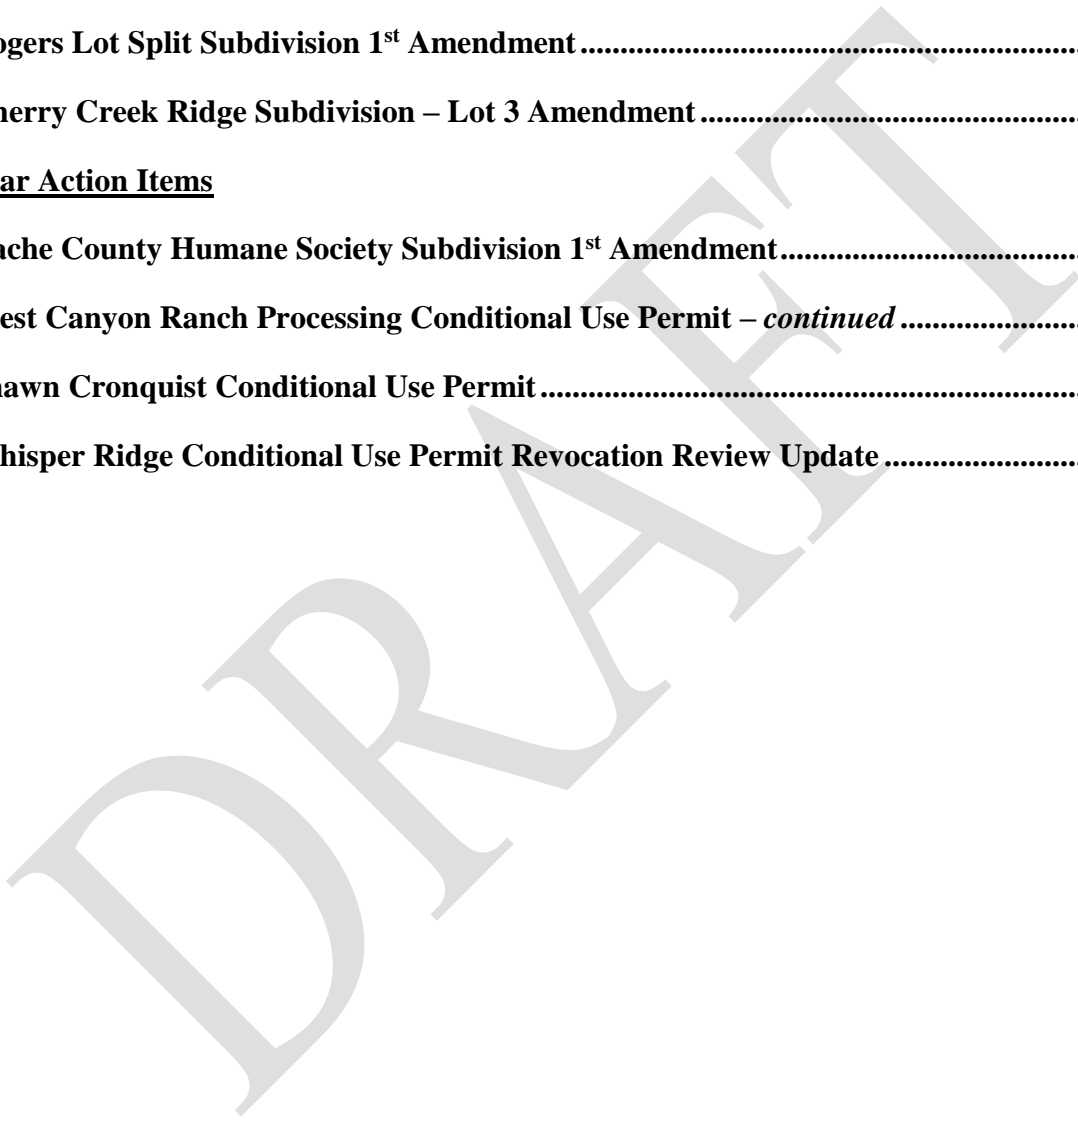 ogers Lot Split Subdivision 1st Amendment................................................................
herry Creek Ridge Subdivision – Lot 3 Amendment................................................
ar Action Items
ache County Humane Society Subdivision 1st Amendment......................................
est Canyon Ranch Processing Conditional Use Permit – continued.......................
hawn Cronquist Conditional Use Permit....................................................................
hisper Ridge Conditional Use Permit Revocation Review Update.........................
DRAFT